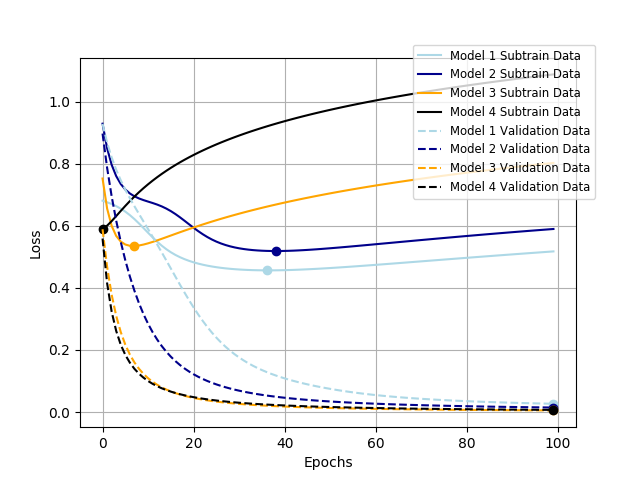 Model 1 Subtrain Data
Model 2 Subtrain Data
Model 3 Subtrain Data
Model 4 Subtrain Data
Model 1 Validation Data
Model 2 Validation Data
Model 3 Validation Data
Model 4 Validation Data
Loss
1.0
0.8
0.6
0.4
0.2
0.0
0 20 40 60 80 100
Epochs